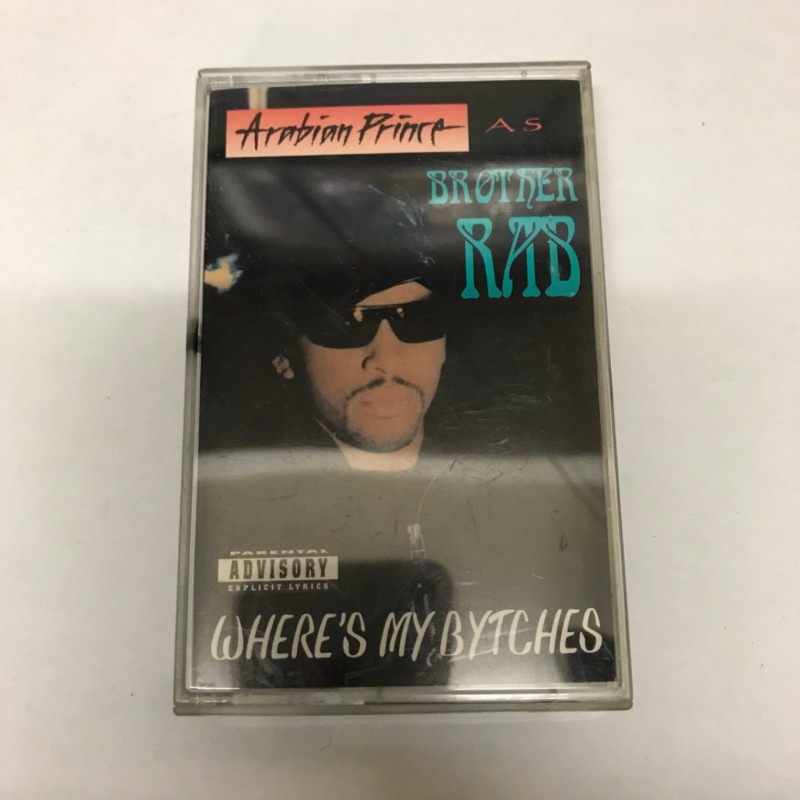 Arabian Prince AS
BROTHER
RAB
PARENTAL
ADVISORY
EXPLICIT LYRICS
WHERE'S MY BYTCHES